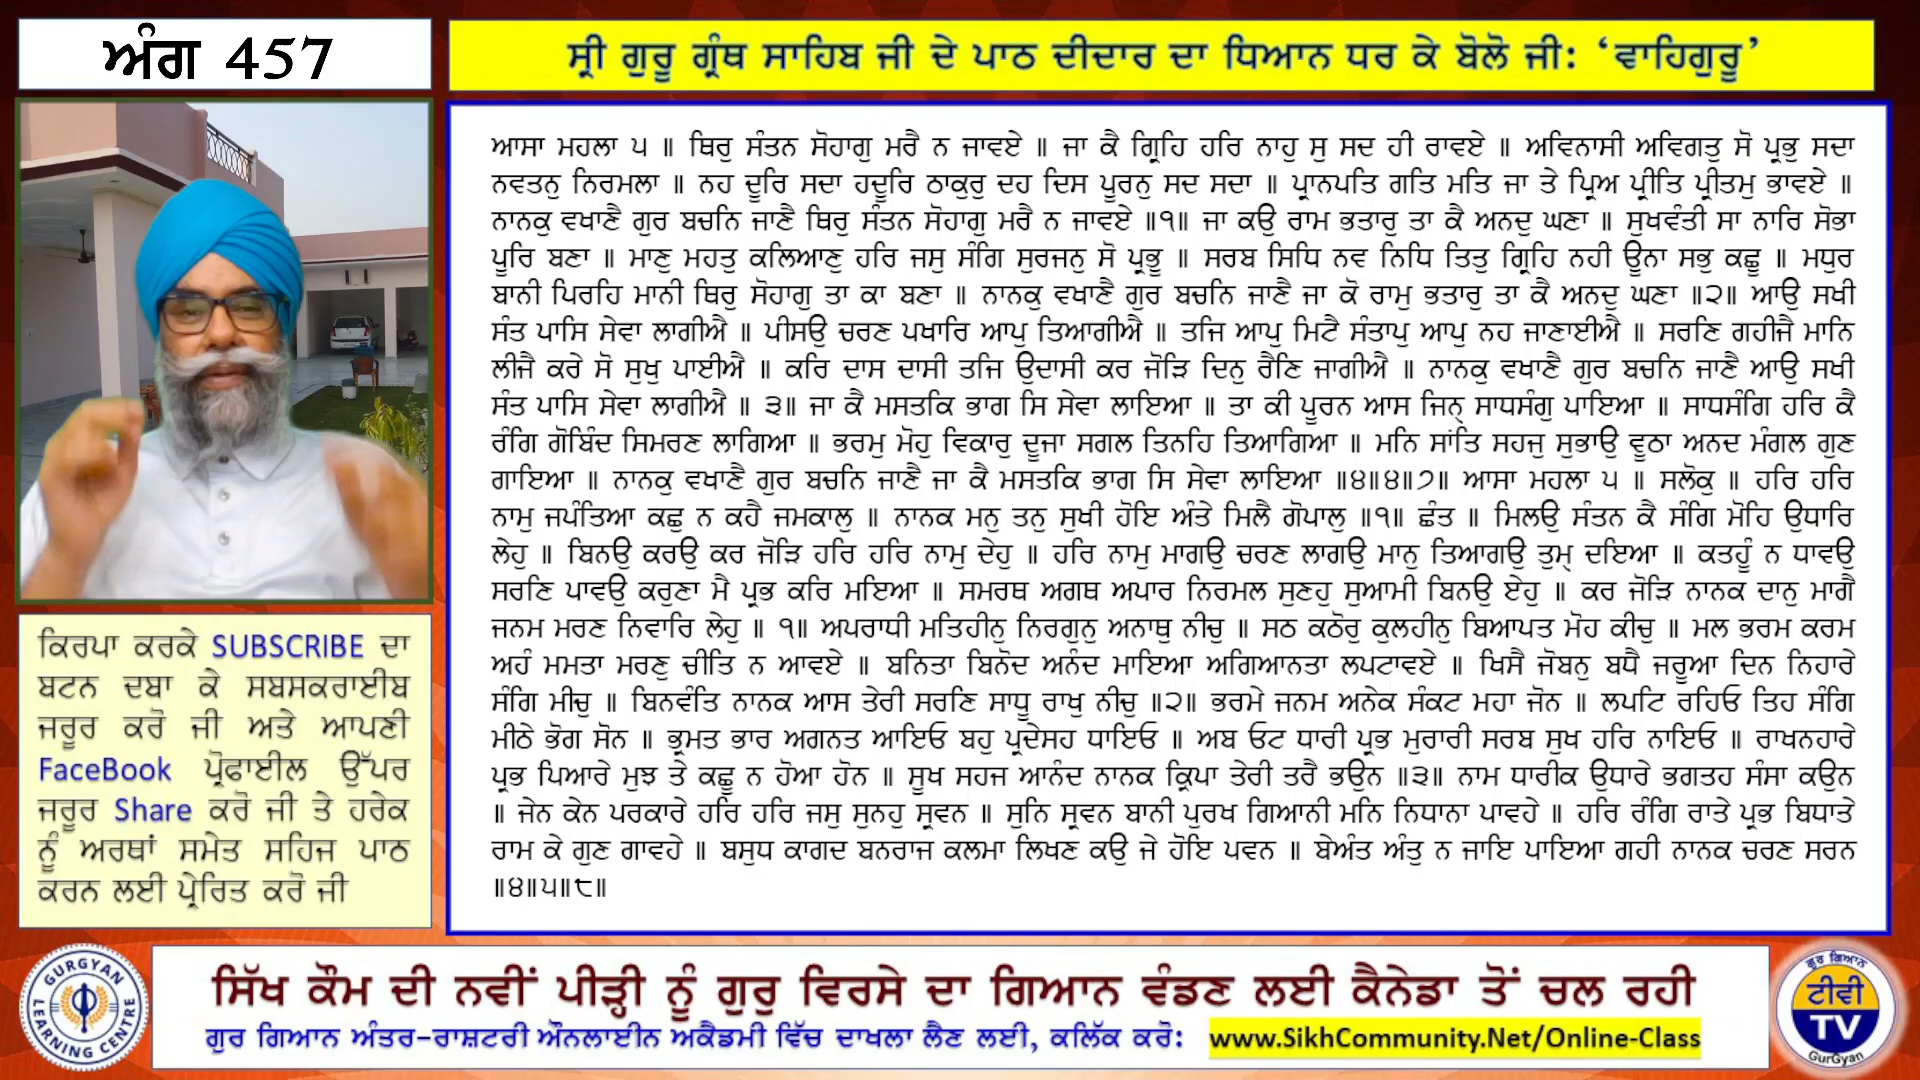 ਅੰਗ 457
ਸ੍ਰੀ ਗੁਰੂ ਗ੍ਰੰਥ ਸਾਹਿਬ ਜੀ ਦੇ ਪਾਠ ਦੀਦਾਰ ਦਾ ਧਿਆਨ ਧਰ ਕੇ ਬੋਲੋ ਜੀ: ‘ਵਾਹਿਗੁਰੂ’
ਆਸਾ ਮਹਲਾ ੫ ॥ ਥਿਰੁ ਸੰਤਨ ਸੋਹਾਗੁ ਮਰੈ ਨ ਜਾਵਏ ॥ ਜਾ ਕੈ ਗ੍ਰਿਹਿ ਹਰਿ ਨਾਹੁ ਸੁ ਸਦ ਹੀ ਰਾਵਏ ॥ ਅਵਿਨਾਸੀ ਅਵਿਗਤੁ ਸੋ ਪ੍ਰਭੁ ਸਦਾ
ਨਵਤਨੁ ਨਿਰਮਲਾ ॥ ਨਹ ਦੂਰਿ ਸਦਾ ਹਦੂਰਿ ਠਾਕੁਰੁ ਦਹ ਦਿਸ ਪੂਰਨੁ ਸਦ ਸਦਾ ॥ ਪ੍ਰਾਨਪਤਿ ਗਤਿ ਮਤਿ ਜਾ ਤੇ ਪ੍ਰਿਅ ਪ੍ਰੀਤਿ ਪ੍ਰੀਤਮੁ ਭਾਵਏ ॥
ਨਾਨਕੁ ਵਖਾਣੈ ਗੁਰ ਬਚਨਿ ਜਾਣੈ ਥਿਰੁ ਸੰਤਨ ਸੋਹਾਗੁ ਮਰੈ ਨ ਜਾਵਏ ॥੧॥ ਜਾ ਕਉ ਰਾਮ ਭਤਾਰੁ ਤਾ ਕੈ ਅਨਦੁ ਘਣਾ ॥ ਸੁਖਵੰਤੀ ਸਾ ਨਾਰਿ ਸੋਭਾ
ਪੂਰਿ ਬਣਾ ॥ ਮਾਣੁ ਮਹਤੁ ਕਲਿਆਣੁ ਹਰਿ ਜਸੁ ਸੰਗਿ ਸੁਰਜਨੁ ਸੋ ਪ੍ਰਭੂ ॥ ਸਰਬ ਸਿਧਿ ਨਵ ਨਿਧਿ ਤਿਤੁ ਗ੍ਰਿਹਿ ਨਹੀ ਊਨਾ ਸਭੁ ਕਛੂ ॥ ਮਧੁਰ
ਬਾਨੀ ਪਿਰਹਿ ਮਾਨੀ ਥਿਰੁ ਸੋਹਾਗੁ ਤਾ ਕਾ ਬਣਾ ॥ ਨਾਨਕੁ ਵਖਾਣੈ ਗੁਰ ਬਚਨਿ ਜਾਣੈ ਜਾ ਕੋ ਰਾਮੁ ਭਤਾਰੁ ਤਾ ਕੈ ਅਨਦੁ ਘਣਾ ॥੨॥ ਆਉ ਸਖੀ
ਸੰਤ ਪਾਸਿ ਸੇਵਾ ਲਾਗੀਐ ॥ ਪੀਸਉ ਚਰਣ ਪਖਾਰਿ ਆਪੁ ਤਿਆਗੀਐ ॥ ਤਜਿ ਆਪੁ ਮਿਟੈ ਸੰਤਾਪੁ ਆਪੁ ਨਹ ਜਾਣਾਈਐ ॥ ਸਰਣਿ ਗਹੀਜੈ ਮਾਨਿ
ਲੀਜੈ ਕਰੇ ਸੋ ਸੁਖੁ ਪਾਈਐ ॥ ਕਰਿ ਦਾਸ ਦਾਸੀ ਤਜਿ ਉਦਾਸੀ ਕਰ ਜੋੜਿ ਦਿਨੁ ਰੈਣਿ ਜਾਗੀਐ ॥ ਨਾਨਕੁ ਵਖਾਣੈ ਗੁਰ ਬਚਨਿ ਜਾਣੈ ਆਉ ਸਖੀ
ਸੰਤ ਪਾਸਿ ਸੇਵਾ ਲਾਗੀਐ ॥ ੩॥ ਜਾ ਕੈ ਮਸਤਕਿ ਭਾਗ ਸਿ ਸੇਵਾ ਲਾਇਆ ॥ ਤਾ ਕੀ ਪੂਰਨ ਆਸ ਜਿਨ੍ ਸਾਧਸੰਗੁ ਪਾਇਆ ॥ ਸਾਧਸੰਗਿ ਹਰਿ ਕੈ
ਰੰਗਿ ਗੋਬਿੰਦ ਸਿਮਰਣ ਲਾਗਿਆ ॥ ਭਰਮੁ ਮੋਹੁ ਵਿਕਾਰੁ ਦੂਜਾ ਸਗਲ ਤਿਨਹਿ ਤਿਆਗਿਆ ॥ ਮਨਿ ਸਾਂਤਿ ਸਹਜੁ ਸੁਭਾਉ ਵੂਠਾ ਅਨਦ ਮੰਗਲ ਗੁਣ
ਗਾਇਆ ॥ ਨਾਨਕੁ ਵਖਾਣੈ ਗੁਰ ਬਚਨਿ ਜਾਣੈ ਜਾ ਕੈ ਮਸਤਕਿ ਭਾਗ ਸਿ ਸੇਵਾ ਲਾਇਆ ॥੪॥੪॥੭॥ ਆਸਾ ਮਹਲਾ ੫ ॥ ਸਲੋਕੁ ॥ ਹਰਿ ਹਰਿ
ਨਾਮੁ ਜਪੰਤਿਆ ਕਛੁ ਨ ਕਹੈ ਜਮਕਾਲੁ ॥ ਨਾਨਕ ਮਨੁ ਤਨੁ ਸੁਖੀ ਹੋਇ ਅੰਤੇ ਮਿਲੈ ਗੋਪਾਲੁ ॥੧॥ ਛੰਤ ॥ ਮਿਲਉ ਸੰਤਨ ਕੈ ਸੰਗਿ ਮੋਹਿ ਉਧਾਰਿ
ਲੇਹੁ ॥ ਬਿਨਉ ਕਰਉ ਕਰ ਜੋੜਿ ਹਰਿ ਹਰਿ ਨਾਮੁ ਦੇਹੁ ॥ ਹਰਿ ਨਾਮੁ ਮਾਗਉ ਚਰਣ ਲਾਗਉ ਮਾਨੁ ਤਿਆਗਉ ਤੁਮ੍ ਦਇਆ ॥ ਕਤਹੂੰ ਨ ਧਾਵਉ
ਸਰਣਿ ਪਾਵਉ ਕਰੁਣਾ ਮੈ ਪ੍ਰਭ ਕਰਿ ਮਇਆ ॥ ਸਮਰਥ ਅਗਥ ਅਪਾਰ ਨਿਰਮਲ ਸੁਣਹੁ ਸੁਆਮੀ ਬਿਨਉ ਏਹੁ ॥ ਕਰ ਜੋੜਿ ਨਾਨਕ ਦਾਨੁ ਮਾਗੈ
ਜਨਮ ਮਰਣ ਨਿਵਾਰਿ ਲੇਹੁ ॥ ੧॥ ਅਪਰਾਧੀ ਮਤਿਹੀਨੁ ਨਿਰਗੁਨੁ ਅਨਾਥੁ ਨੀਚੁ ॥ ਸਠ ਕਠੋਰੁ ਕੁਲਹੀਨੁ ਬਿਆਪਤ ਮੋਹ ਕੀਚੁ ॥ ਮਲ ਭਰਮ ਕਰਮ
ਅਹੰ ਮਮਤਾ ਮਰਣੁ ਚੀਤਿ ਨ ਆਵਏ ॥ ਬਨਿਤਾ ਬਿਨੋਦ ਅਨੰਦ ਮਾਇਆ ਅਗਿਆਨਤਾ ਲਪਟਾਵਏ ॥ ਖਿਸੈ ਜੋਬਨੁ ਬਧੈ ਜਰੂਆ ਦਿਨ ਨਿਹਾਰੇ
ਸੰਗਿ ਮੀਚੁ ॥ ਬਿਨਵੰਤਿ ਨਾਨਕ ਆਸ ਤੇਰੀ ਸਰਣਿ ਸਾਧੂ ਰਾਖੁ ਨੀਚੁ ॥੨॥ ਭਰਮੇ ਜਨਮ ਅਨੇਕ ਸੰਕਟ ਮਹਾ ਜੋਨ ॥ ਲਪਟਿ ਰਹਿਓ ਤਿਹ ਸੰਗਿ
ਮੀਠੇ ਭੋਗ ਸੋਨ ॥ ਭ੍ਰਮਤ ਭਾਰ ਅਗਨਤ ਆਇਓ ਬਹੁ ਪ੍ਰਦੇਸਹ ਧਾਇਓ ॥ ਅਬ ਓਟ ਧਾਰੀ ਪ੍ਰਭ ਮੁਰਾਰੀ ਸਰਬ ਸੁਖ ਹਰਿ ਨਾਇਓ ॥ ਰਾਖਨਹਾਰੇ
ਪ੍ਰਭ ਪਿਆਰੇ ਮੁਝ ਤੇ ਕਛੂ ਨ ਹੋਆ ਹੋਨ ॥ ਸੂਖ ਸਹਜ ਆਨੰਦ ਨਾਨਕ ਕ੍ਰਿਪਾ ਤੇਰੀ ਤਰੈ ਭਉਨ ॥੩॥ ਨਾਮ ਧਾਰੀਕ ਉਧਾਰੇ ਭਗਤਹ ਸੰਸਾ ਕਉਨ
॥ ਜੇਨ ਕੇਨ ਪਰਕਾਰੇ ਹਰਿ ਹਰਿ ਜਸੁ ਸੁਨਹੁ ਸ੍ਰਵਨ ॥ ਸੁਨਿ ਸ੍ਰਵਨ ਬਾਨੀ ਪੁਰਖ ਗਿਆਨੀ ਮਨਿ ਨਿਧਾਨਾ ਪਾਵਹੇ ॥ ਹਰਿ ਰੰਗਿ ਰਾਤੇ ਪ੍ਰਭ ਬਿਧਾਤੇ
ਰਾਮ ਕੇ ਗੁਣ ਗਾਵਹੇ ॥ ਬਸੁਧ ਕਾਗਦ ਬਨਰਾਜ ਕਲਮਾ ਲਿਖਣ ਕਉ ਜੇ ਹੋਇ ਪਵਨ ॥ ਬੇਅੰਤ ਅੰਤੁ ਨ ਜਾਇ ਪਾਇਆ ਗਹੀ ਨਾਨਕ ਚਰਣ ਸਰਨ
॥੪॥੫॥੮॥
ਕਿਰਪਾ ਕਰਕੇ SUBSCRIBE ਦਾ
ਬਟਨ ਦਬਾ ਕੇ ਸਬਸਕਰਾਈਬ
ਜਰੂਰ ਕਰੋ ਜੀ ਅਤੇ ਆਪਣੀ
FaceBook ਪ੍ਰੋਫਾਈਲ ਉੱਪਰ
ਜਰੂਰ Share ਕਰੋ ਜੀ ਤੇ ਹਰੇਕ
ਨੂੰ ਅਰਥਾਂ ਸਮੇਤ ਸਹਿਜ ਪਾਠ
ਕਰਨ ਲਈ ਪ੍ਰੇਰਿਤ ਕਰੋ ਜੀ
GURGYAN
LEARNING CENTRE
ਸਿੱਖ ਕੌਮ ਦੀ ਨਵੀਂ ਪੀੜ੍ਹੀ ਨੂੰ ਗੁਰੁ ਵਿਰਸੇ ਦਾ ਗਿਆਨ ਵੰਡਣ ਲਈ ਕੈਨੇਡਾ ਤੋਂ ਚਲ ਰਹੀ
ਗੁਰ ਗਿਆਨ ਅੰਤਰ-ਰਾਸ਼ਟਰੀ ਔਨਲਾਈਨ ਅਕੈਡਮੀ ਵਿੱਚ ਦਾਖਲਾ ਲੈਣ ਲਈ, ਕਲਿੱਕ ਕਰੋ: www.SikhCommunity.Net/Online-Class
ਗੁਰ ਗਿਆਨ
ਟੀਵੀ
TV
GurGyan